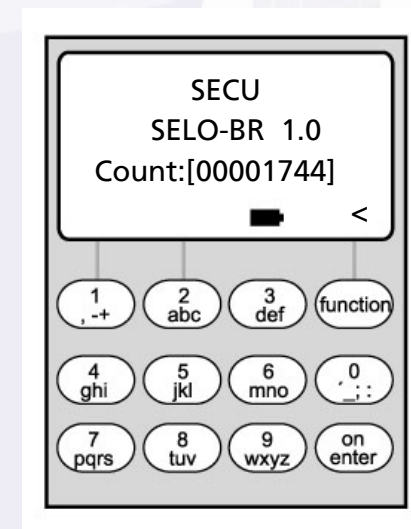 SECU
SELO-BR 1.0
Count:[00001744]
<
1 2 3 function
, -+ abc def
4 5 6 0
ghi jkl mno ´_; :
7 8 9 on
pqrs tuv wxyz enter